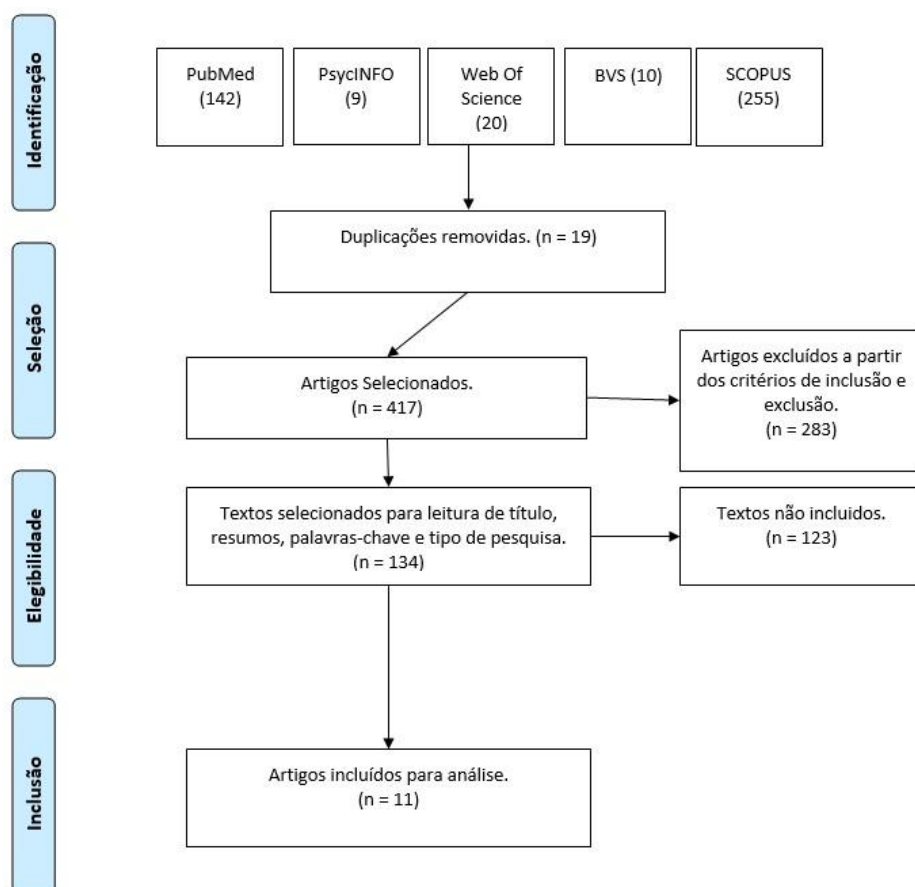 Identificação
PubMed
(142)
PsycINFO
(9)
Web Of
Science
(20)
BVS (10)
SCOPUS
(255)
Duplicações removidas. (n = 19)
Seleção
Artigos Selecionados.
(n = 417)
Artigos excluídos a partir
dos critérios de inclusão e
exclusão.
(n = 283)
Elegibilidade
Textos selecionados para leitura de título,
resumos, palavras-chave e tipo de pesquisa.
(n = 134)
Textos não incluidos.
(n = 123)
Inclusão
Artigos incluídos para análise.
(n = 11)